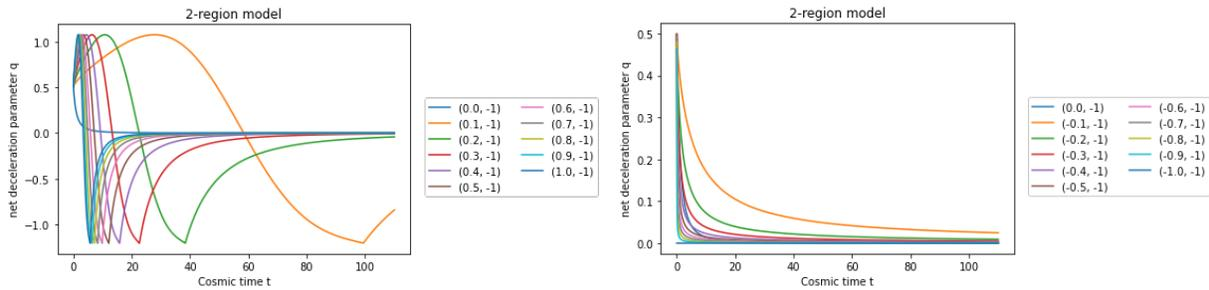 2-region model
net deceleration parameter q
1.0
0.5
0.0
−0.5
−1.0
0 20 40 60 80 100
Cosmic time t
(0.0, -1) (0.6, -1)
(0.1, -1) (0.7, -1)
(0.2, -1) (0.8, -1)
(0.3, -1) (0.9, -1)
(0.4, -1) (1.0, -1)
(0.5, -1)
2-region model
net deceleration parameter q
0.5
0.4
0.3
0.2
0.1
0.0
0 20 40 60 80 100
Cosmic time t
(0.0, -1) (-0.6, -1)
(-0.1, -1) (-0.7, -1)
(-0.2, -1) (-0.8, -1)
(-0.3, -1) (-0.9, -1)
(-0.4, -1) (-1.0, -1)
(-0.5, -1)